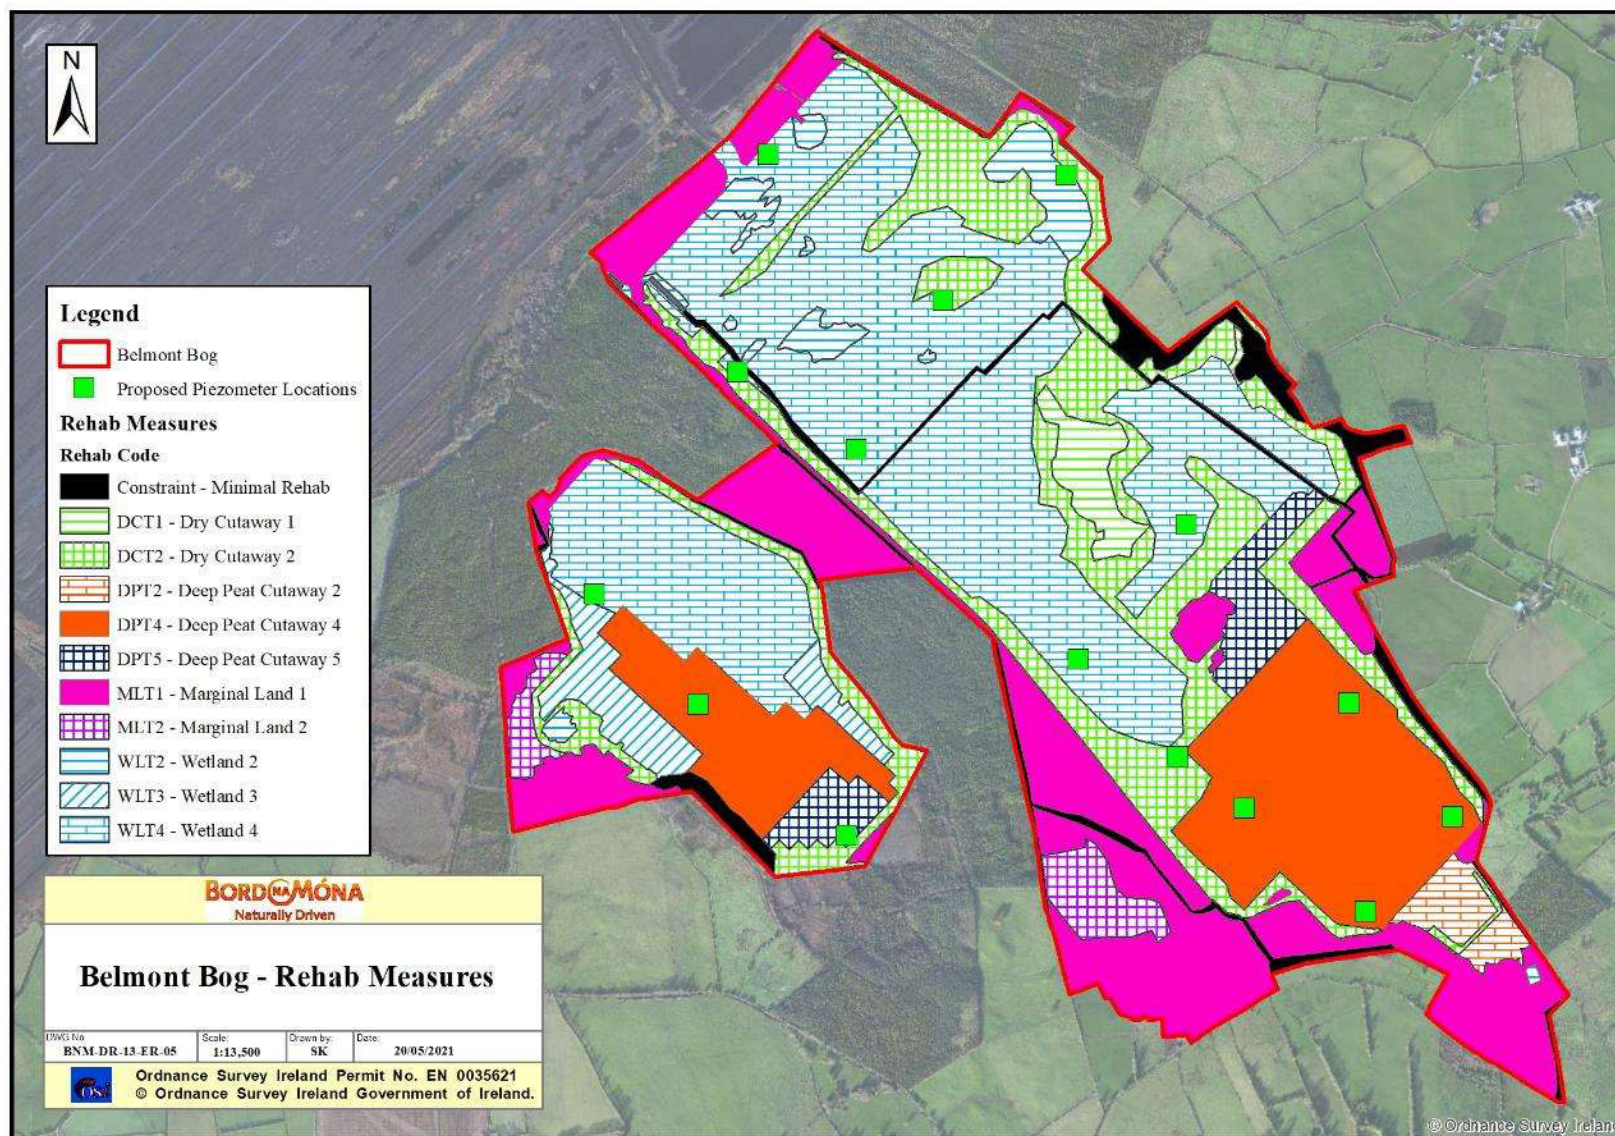 N
Legend
Belmont Bog
Proposed Piezometer Locations
Rehab Measures
Rehab Code
Constraint - Minimal Rehab
DCT1 - Dry Cutaway 1
DCT2 - Dry Cutaway 2
DPT2 - Deep Peat Cutaway 2
DPT4 - Deep Peat Cutaway 4
DPT5 - Deep Peat Cutaway 5
MLT1 - Marginal Land 1
MLT2 - Marginal Land 2
WLT2 - Wetland 2
WLT3 - Wetland 3
WLT4 - Wetland 4
BORD NA MÓNA
Naturally Driven
Belmont Bog - Rehab Measures
DWG No Scale: Drawn by: Date:
BNM-DR-13-ER-05 1:13,500 SK 20/05/2021
Osi
Ordnance Survey Ireland Permit No. EN 0035621
© Ordnance Survey Ireland Government of Ireland.
© Ordnance Survey Ireland